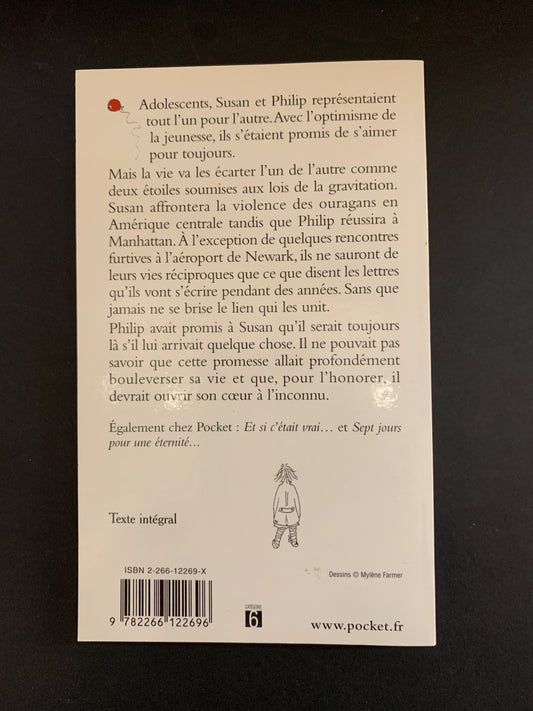 Adolescents, Susan et Philip représentaient
tout l'un pour l'autre. Avec l'optimisme de
la jeunesse, ils s'étaient promis de s'aimer
pour toujours.
Mais la vie va les écarter l'un de l'autre comme
deux étoiles soumises aux lois de la gravitation.
Susan affrontera la violence des ouragans en
Amérique centrale tandis que Philip réussira à
Manhattan. À l'exception de quelques rencontres
furtives à l'aéroport de Newark, ils ne sauront de
leurs vies réciproques que ce que disent les lettres
qu'ils vont s'écrire pendant des années. Sans que
jamais ne se brise le lien qui les unit.
Philip avait promis à Susan qu'il serait toujours
là s'il lui arrivait quelque chose. Il ne pouvait pas
savoir que cette promesse allait profondément
bouleverser sa vie et que, pour l'honorer, il
devrait ouvrir son cœur à l'inconnu.
Également chez Pocket : Et si c'était vrai... et Sept jours
pour une éternité...
Texte intégral
ISBN 2-266-12269-X
Dessins © Mylène Farmer
9 782266 122696
CATÉGORIE
6
www.pocket.fr